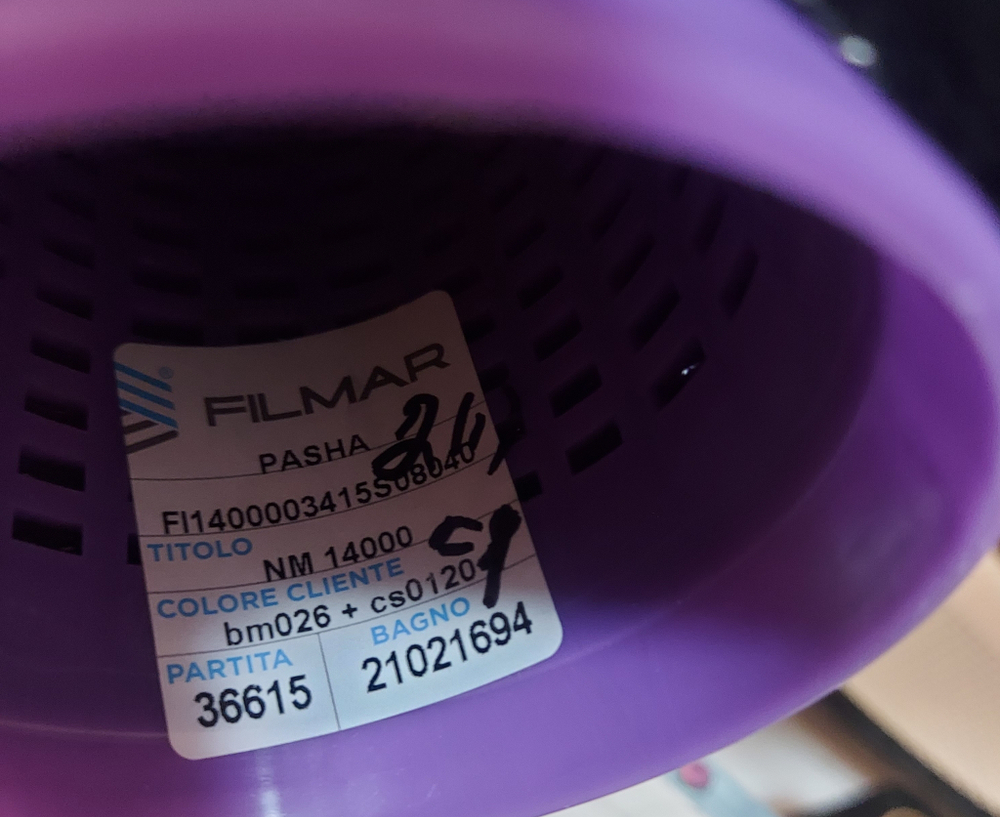 FILMAR
PASHA
FI1400003415S08040
TITOLO
NM 14000
COLORE CLIENTE
bm026 + cs0120
PARTITA BAGNO
36615 21021694